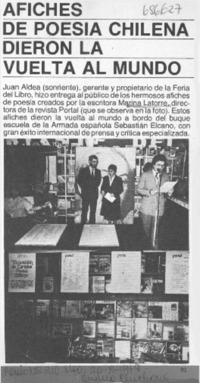 AFICHES
686627
DE POESIA CHILENA
DIERON LA
VUELTA AL MUNDO
Juan Aldea (sonriente), gerente y propietario de la Feria
del Libro, hizo entrega al público de los hermosos afiches
de poesía creados por la escritora Marina Latorre, direc-
tora de la revista Portal (que se observa en la foto). Estos
afiches dieron la vuelta al mundo a bordo del buque
escuela de la Armada española Sebastián Elcano, con
gran éxito internacional de prensa y crítica especializada.